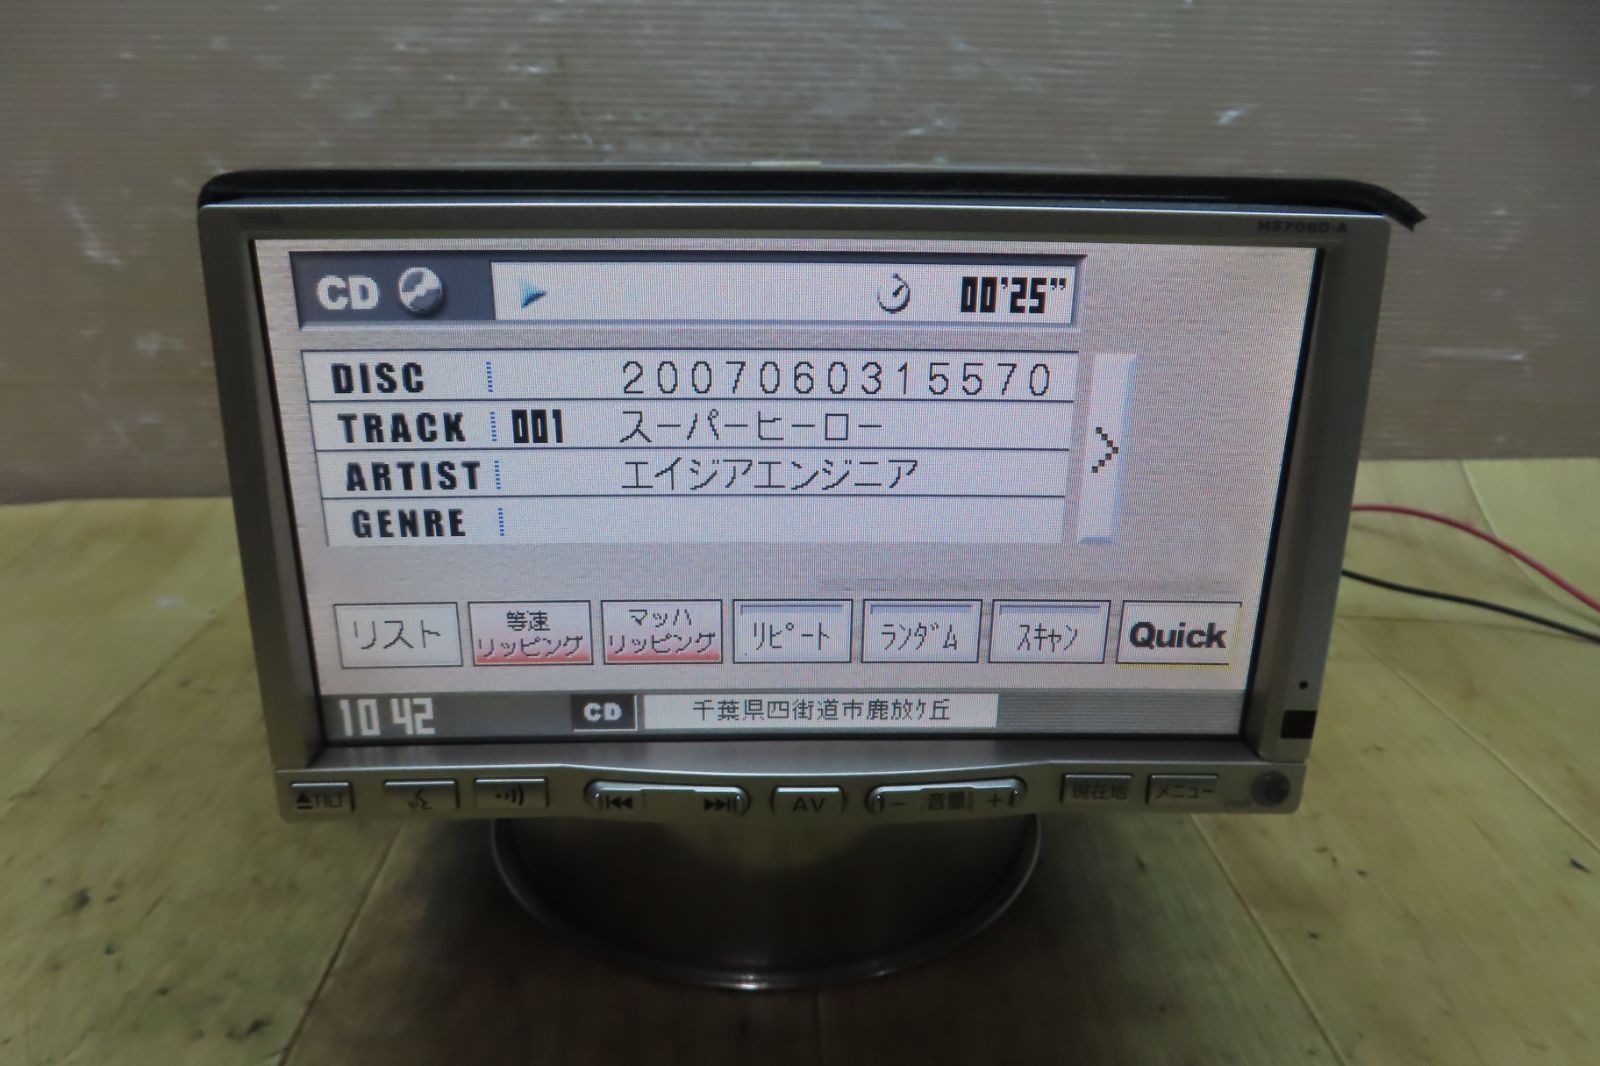 HS706D-A
CD 00'25"
DISC 2007060315570
TRACK 001 スーパーヒーロー
ARTIST エイジアエンジニア
GENRE
リスト 等速リッピング マッハリッピング リピート ランダム スキャン Quick
10 42 CD 千葉県四街道市鹿放ケ丘
TILT AV － 音量 ＋ 現在地 メニュー PWR